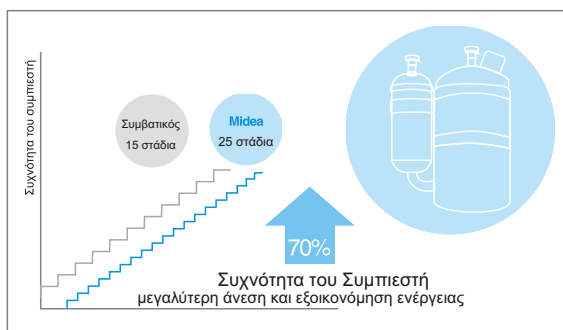 Συχνότητα του συμπιεστή
Συμβατικός
15 στάδια
Midea
25 στάδια
70%
Συχνότητα του Συμπιεστή
μεγαλύτερη άνεση και εξοικονόμηση ενέργειας